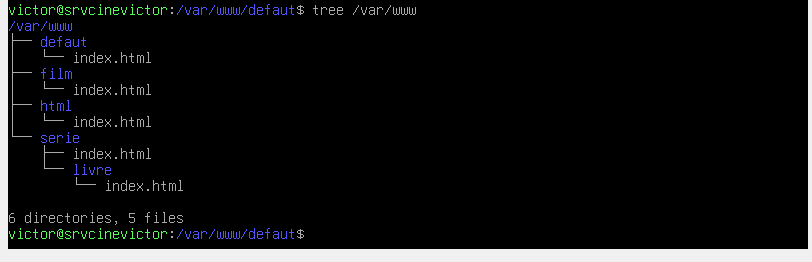 victor@srvcinevictor:/var/www/defaut$ tree /var/www
/var/www
├── defaut
│   └── index.html
├── film
│   └── index.html
├── html
│   └── index.html
└── serie
    ├── index.html
    └── livre
        └── index.html

6 directories, 5 files
victor@srvcinevictor:/var/www/defaut$